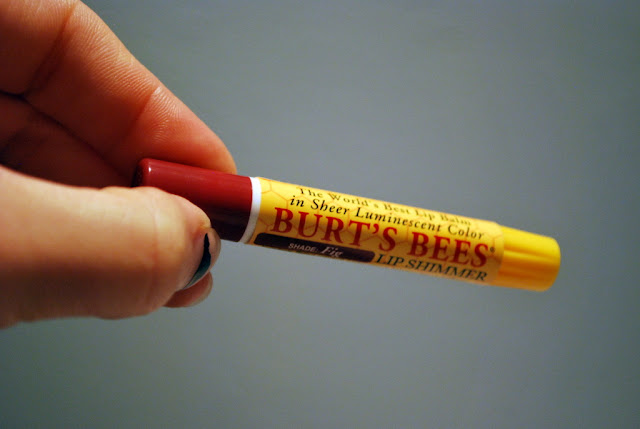 The World's Best Lip Balm
in Sheer Luminescent Color
BURT'S BEES
SHADE: Fig
LIP SHIMMER